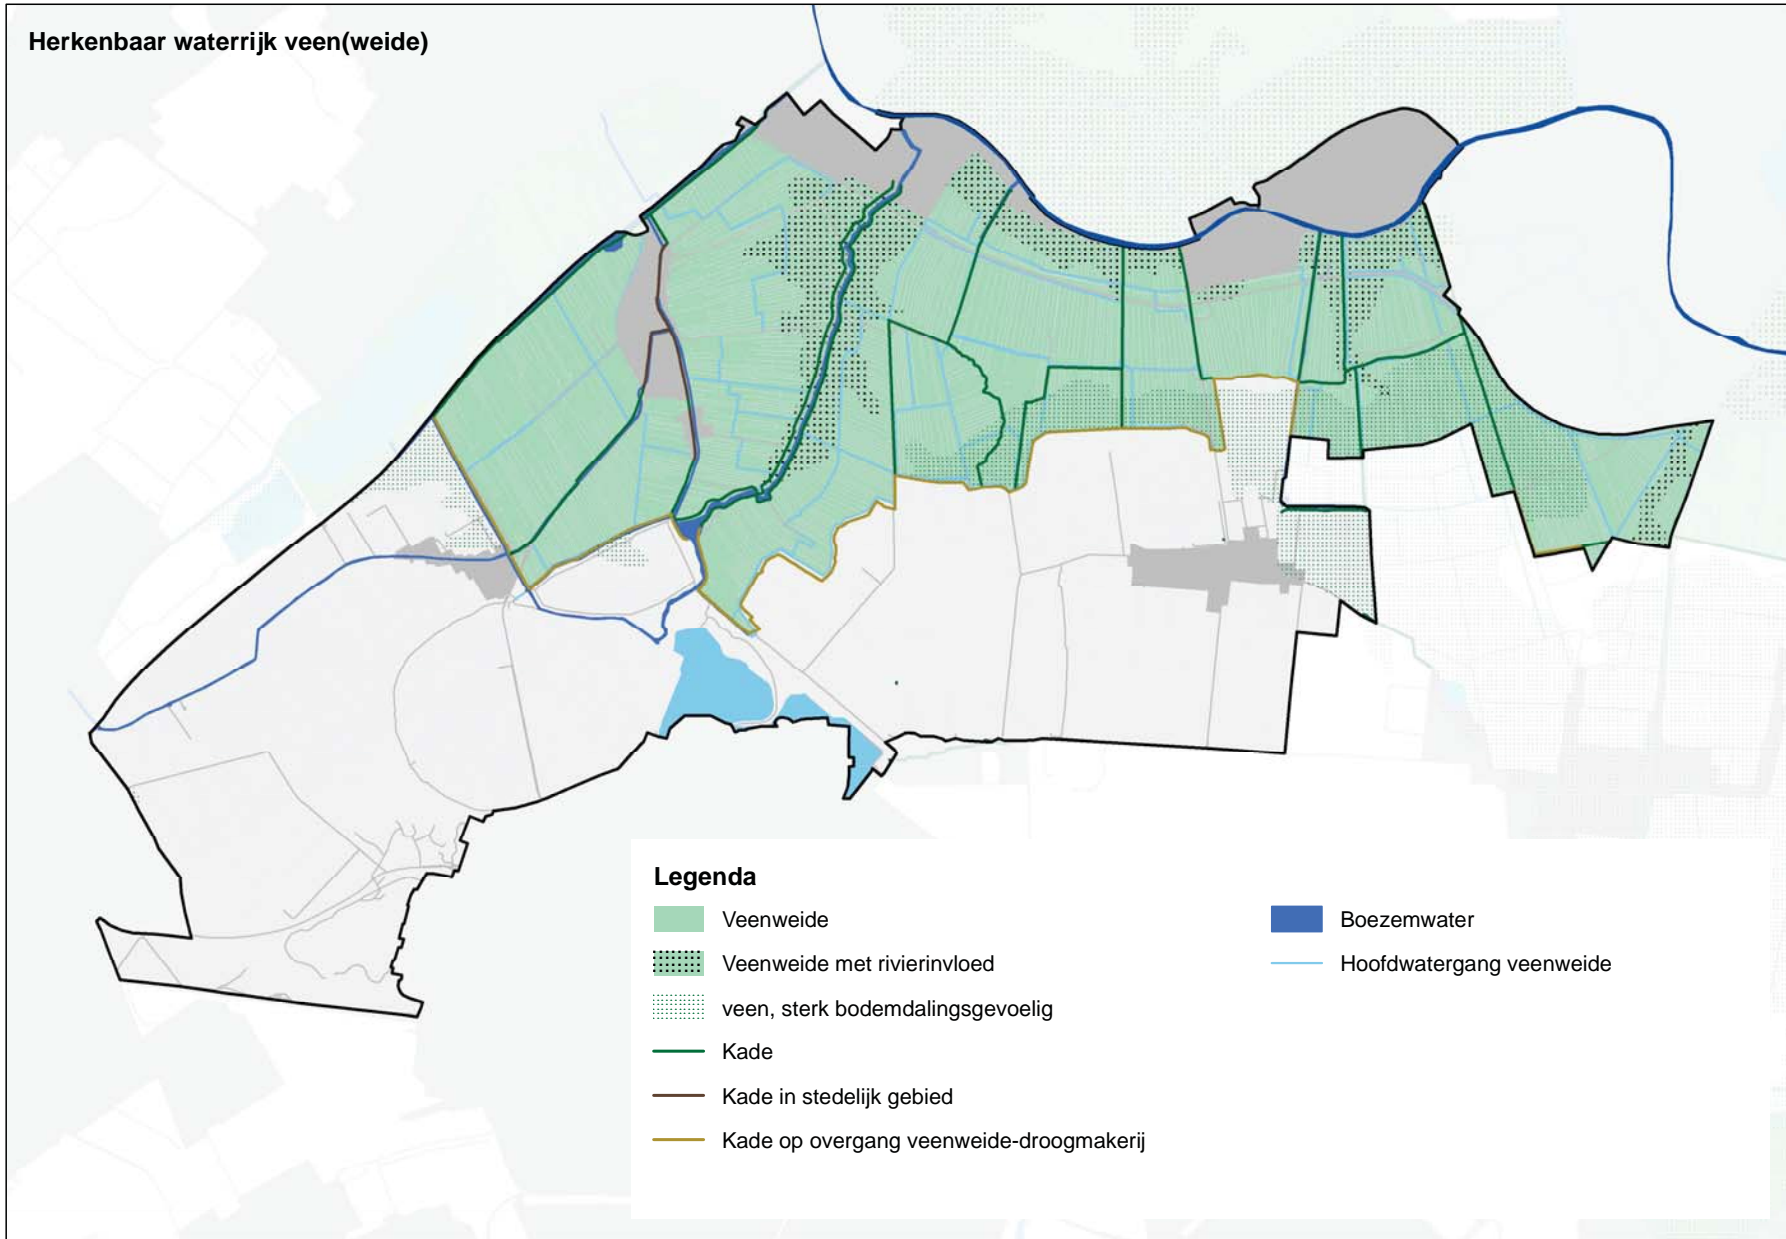 Herkenbaar waterrijk veen(weide)
Legenda
Veenweide
Veenweide met rivierinvloed
veen, sterk bodemdalingsgevoelig
Kade
Kade in stedelijk gebied
Kade op overgang veenweide-droogmakerij
Boezemwater
Hoofdwatergang veenweide